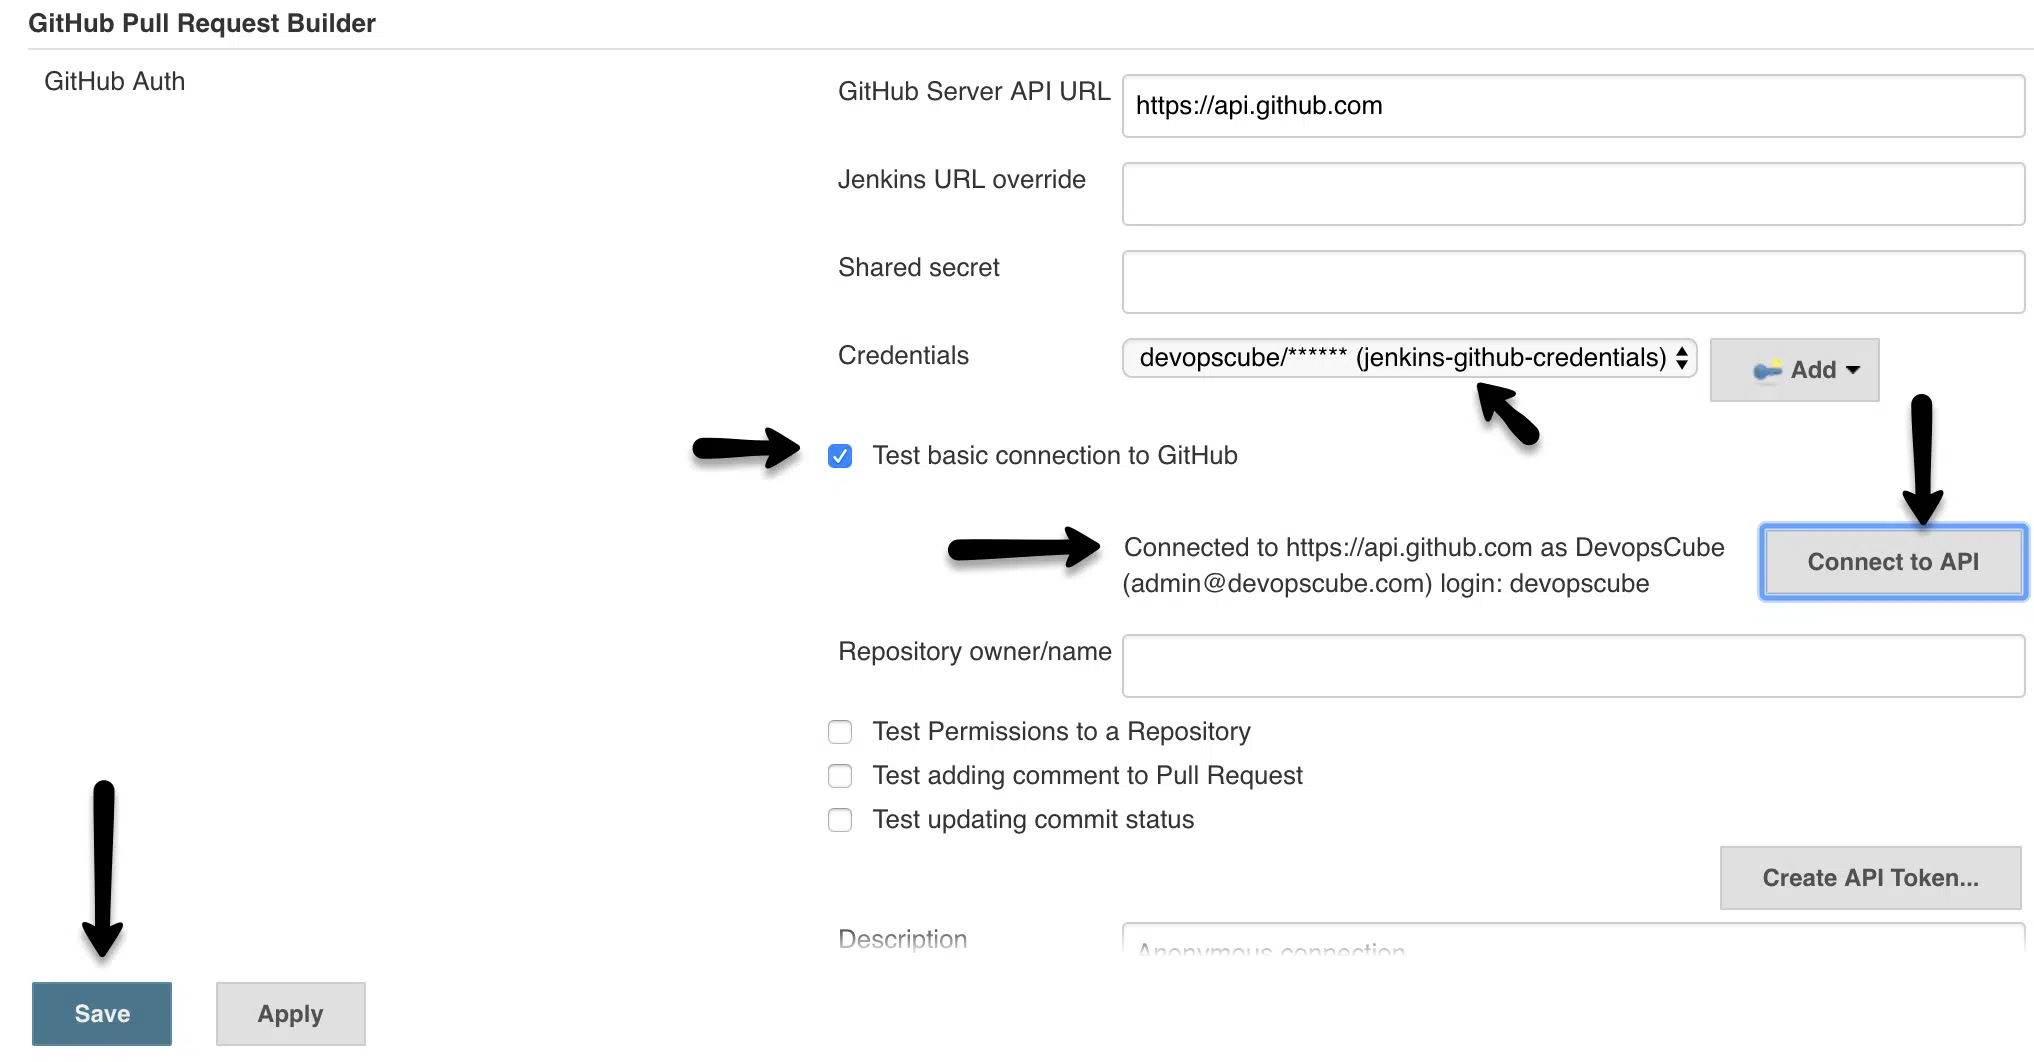 GitHub Pull Request Builder
GitHub Auth
GitHub Server API URL
https://api.github.com
Jenkins URL override
Shared secret
Credentials
devopscube/****** (jenkins-github-credentials)
Add
Test basic connection to GitHub
Connected to https://api.github.com as DevopsCube
(admin@devopscube.com) login: devopscube
Connect to API
Repository owner/name
Test Permissions to a Repository
Test adding comment to Pull Request
Test updating commit status
Create API Token...
Description
Anonymous connection
Save
Apply